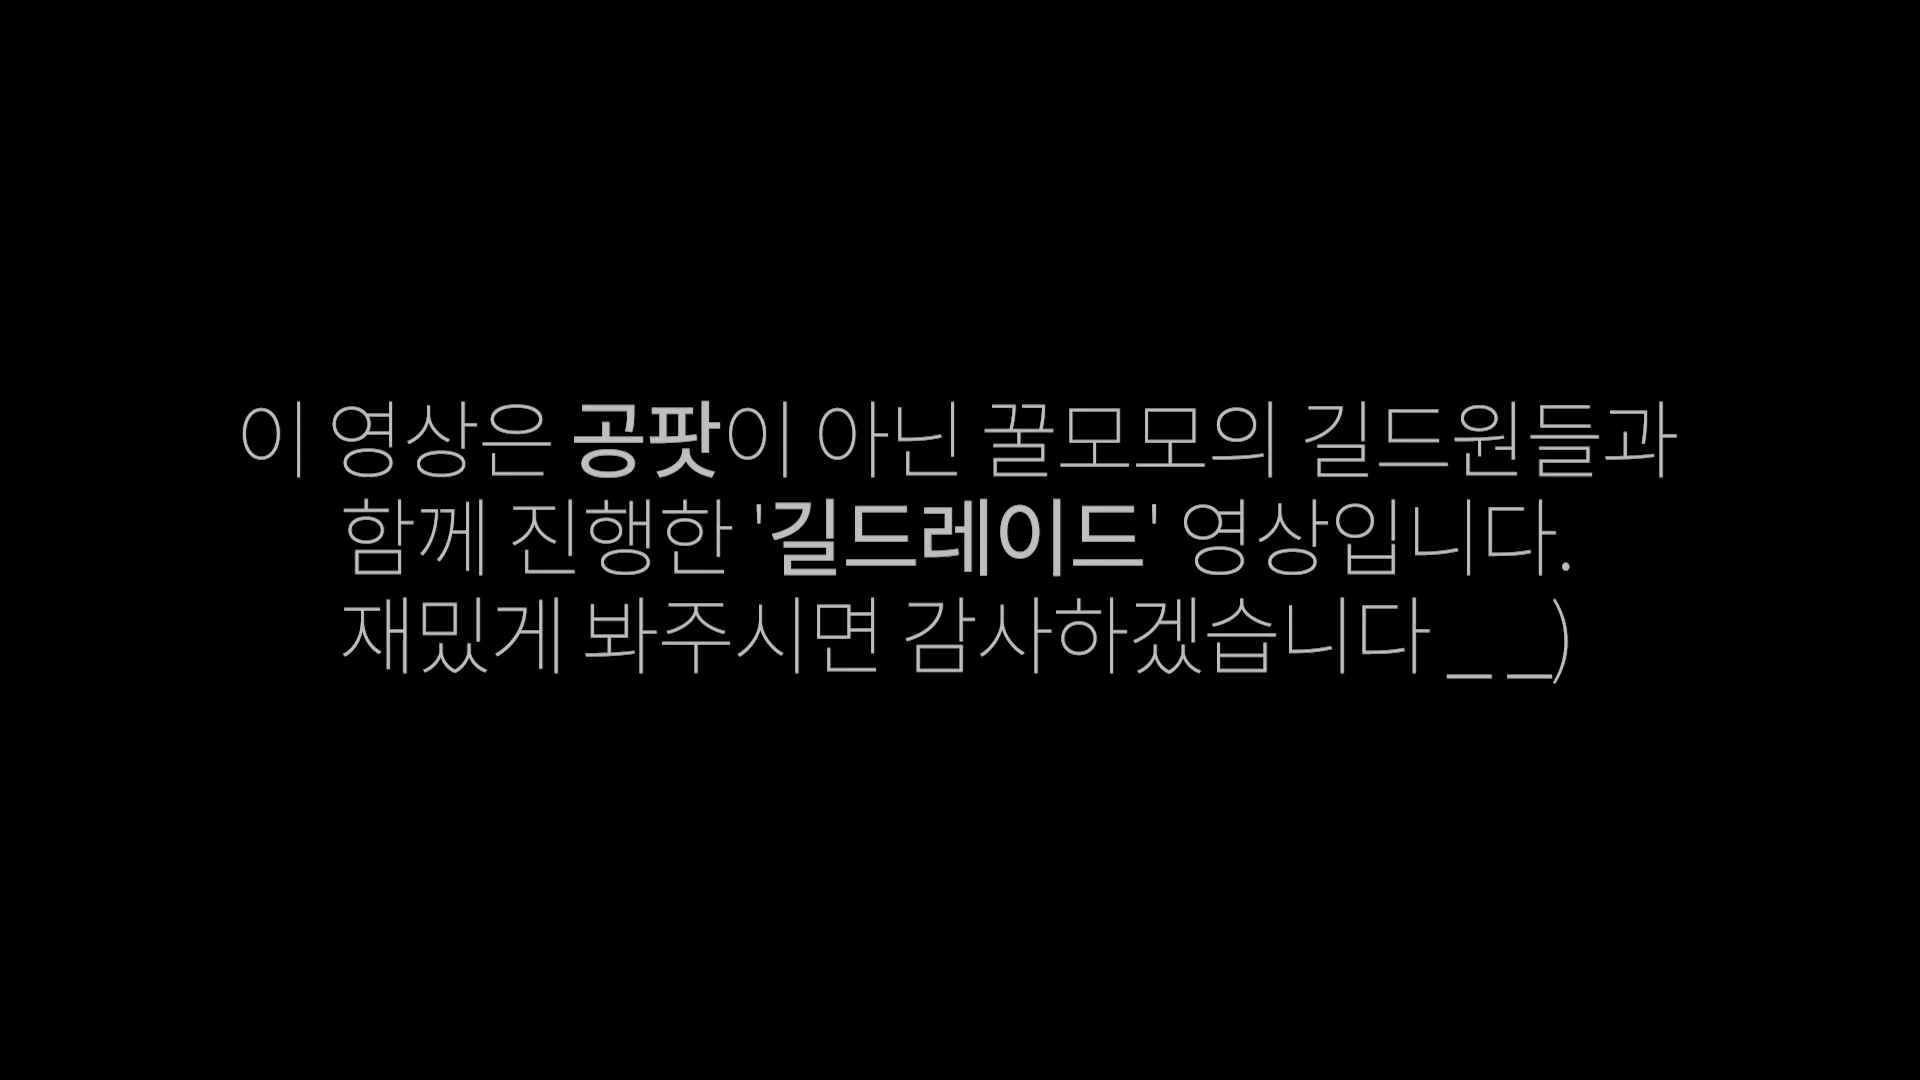 이 영상은 공팟이 아닌 꿀모모의 길드원들과
함께 진행한 '길드레이드' 영상입니다.
재밌게 봐주시면 감사하겠습니다 _ _)